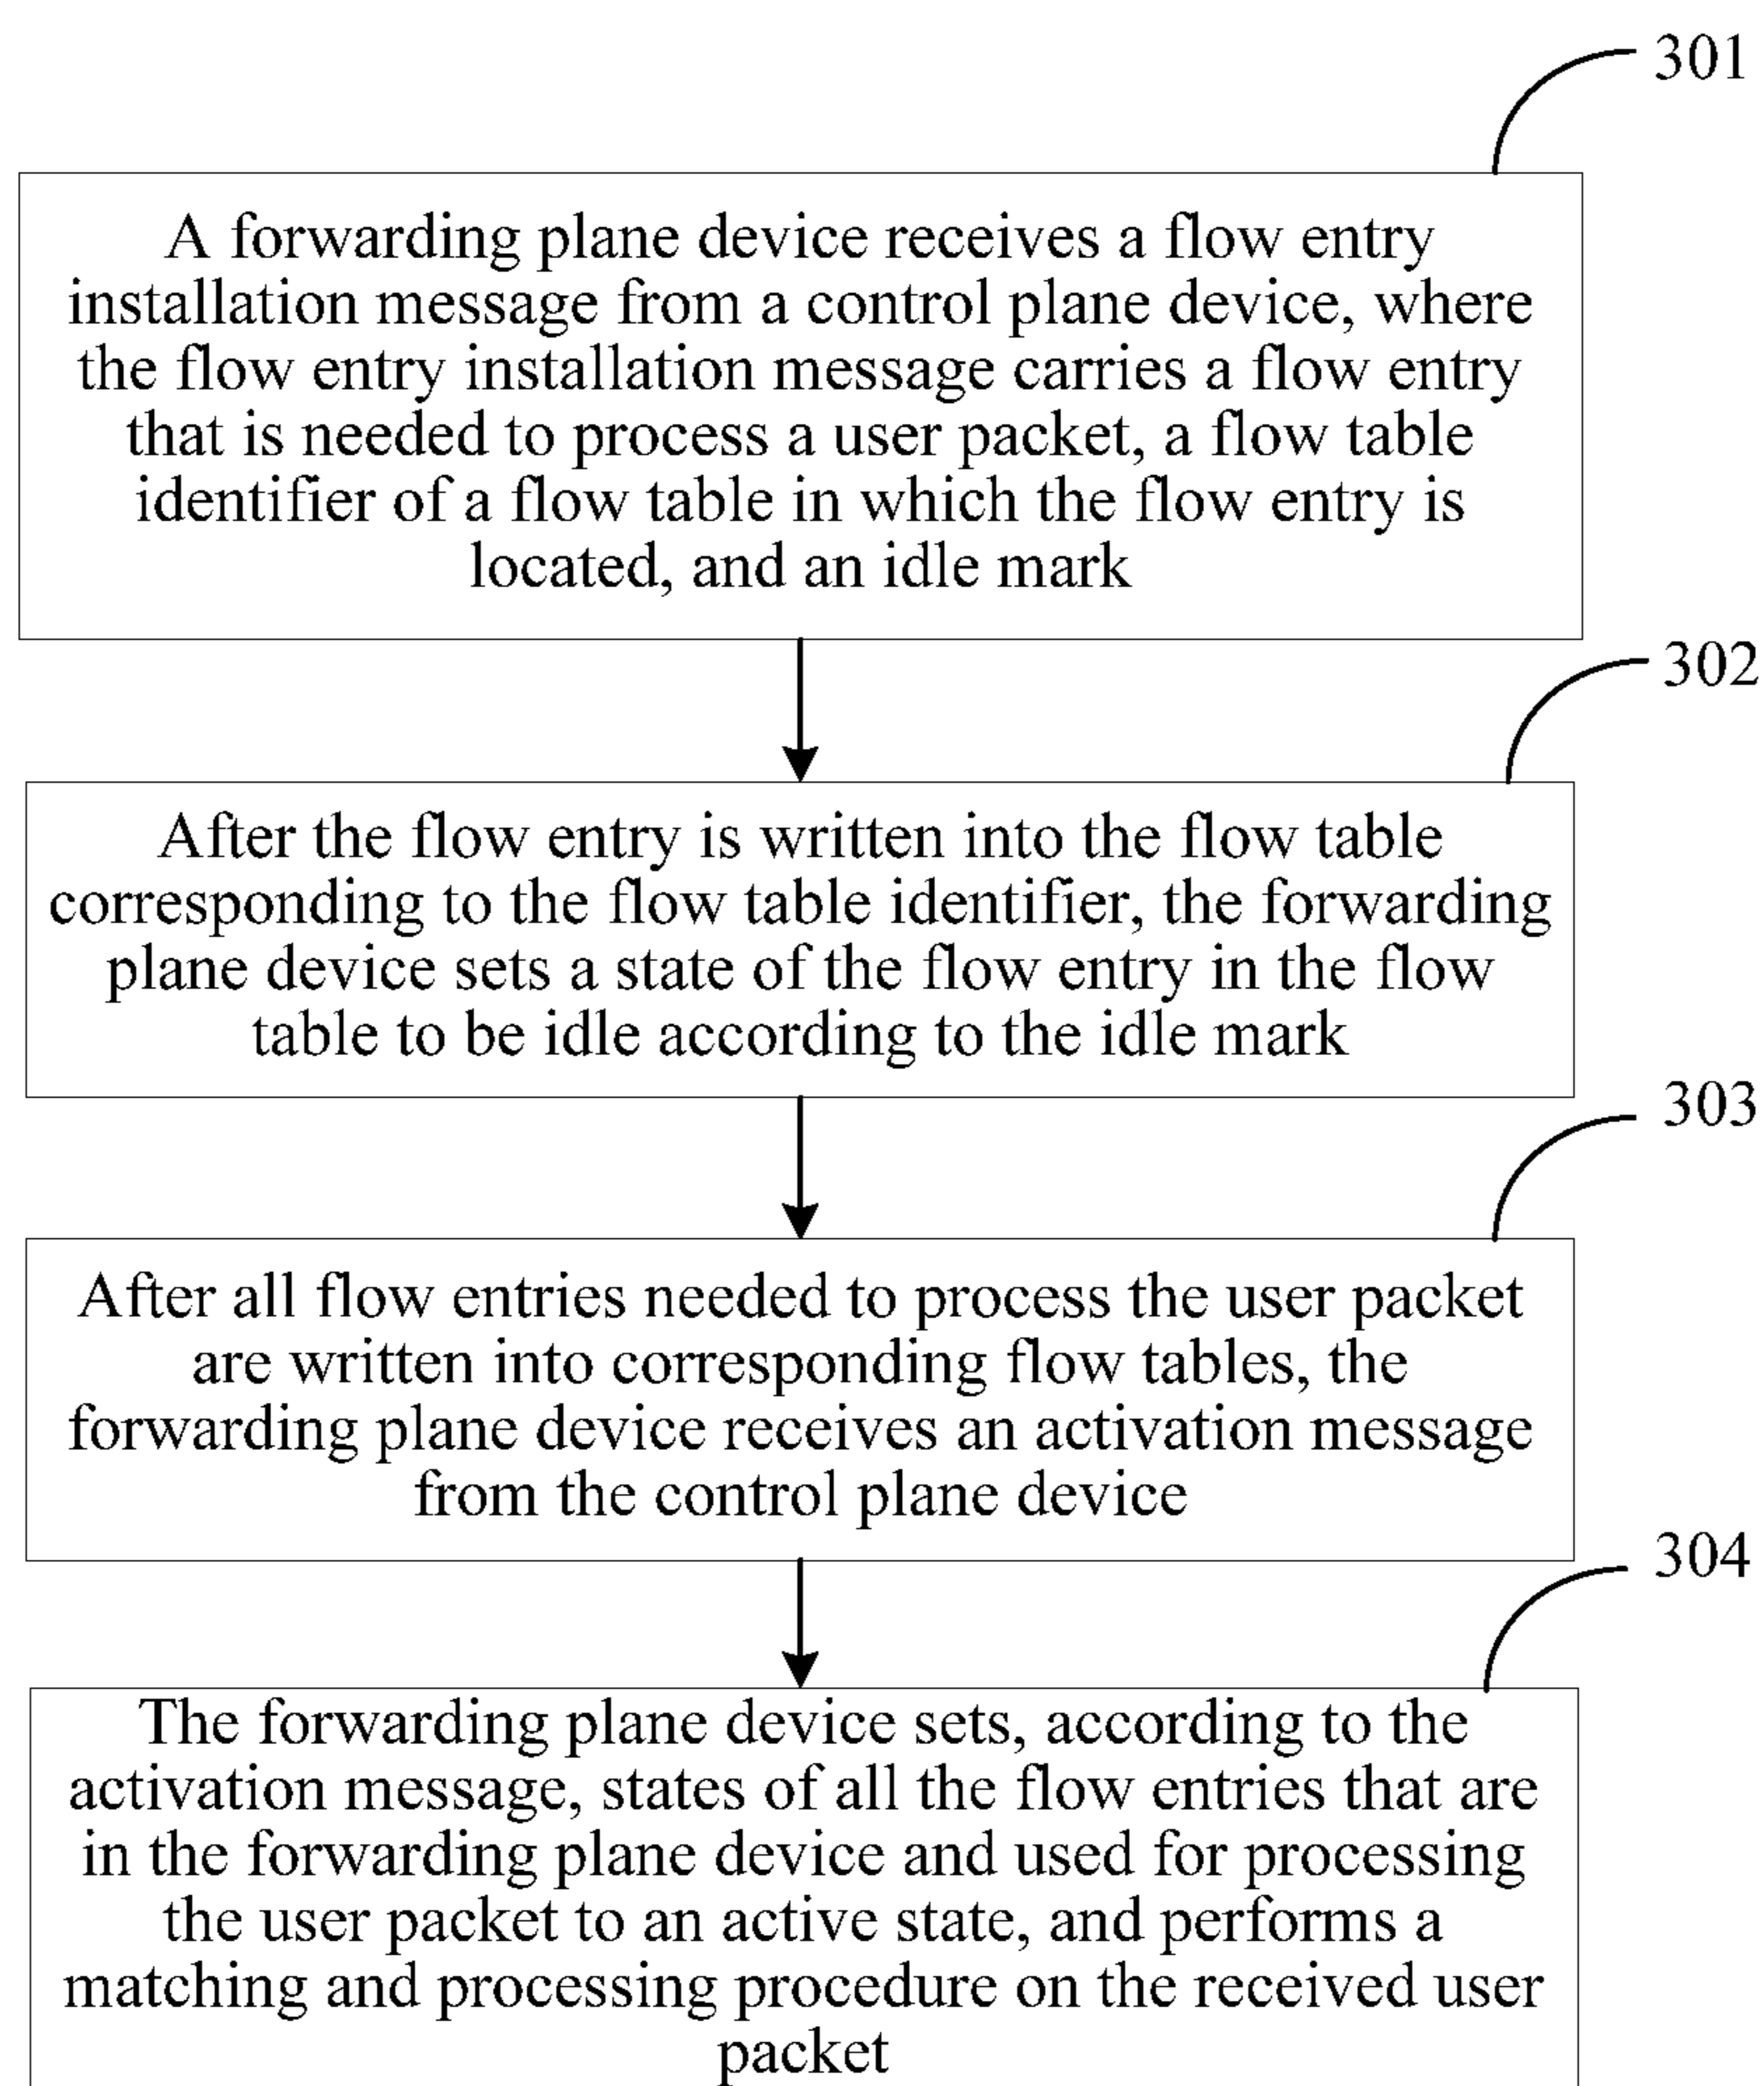 301
A forwarding plane device receives a flow entry
installation message from a control plane device, where
the flow entry installation message carries a flow entry
that is needed to process a user packet, a flow table
identifier of a flow table in which the flow entry is
located, and an idle mark
302
After the flow entry is written into the flow table
corresponding to the flow table identifier, the forwarding
plane device sets a state of the flow entry in the flow
table to be idle according to the idle mark
303
After all flow entries needed to process the user packet
are written into corresponding flow tables, the
forwarding plane device receives an activation message
from the control plane device
304
The forwarding plane device sets, according to the
activation message, states of all the flow entries that are
in the forwarding plane device and used for processing
the user packet to an active state, and performs a
matching and processing procedure on the received user
packet